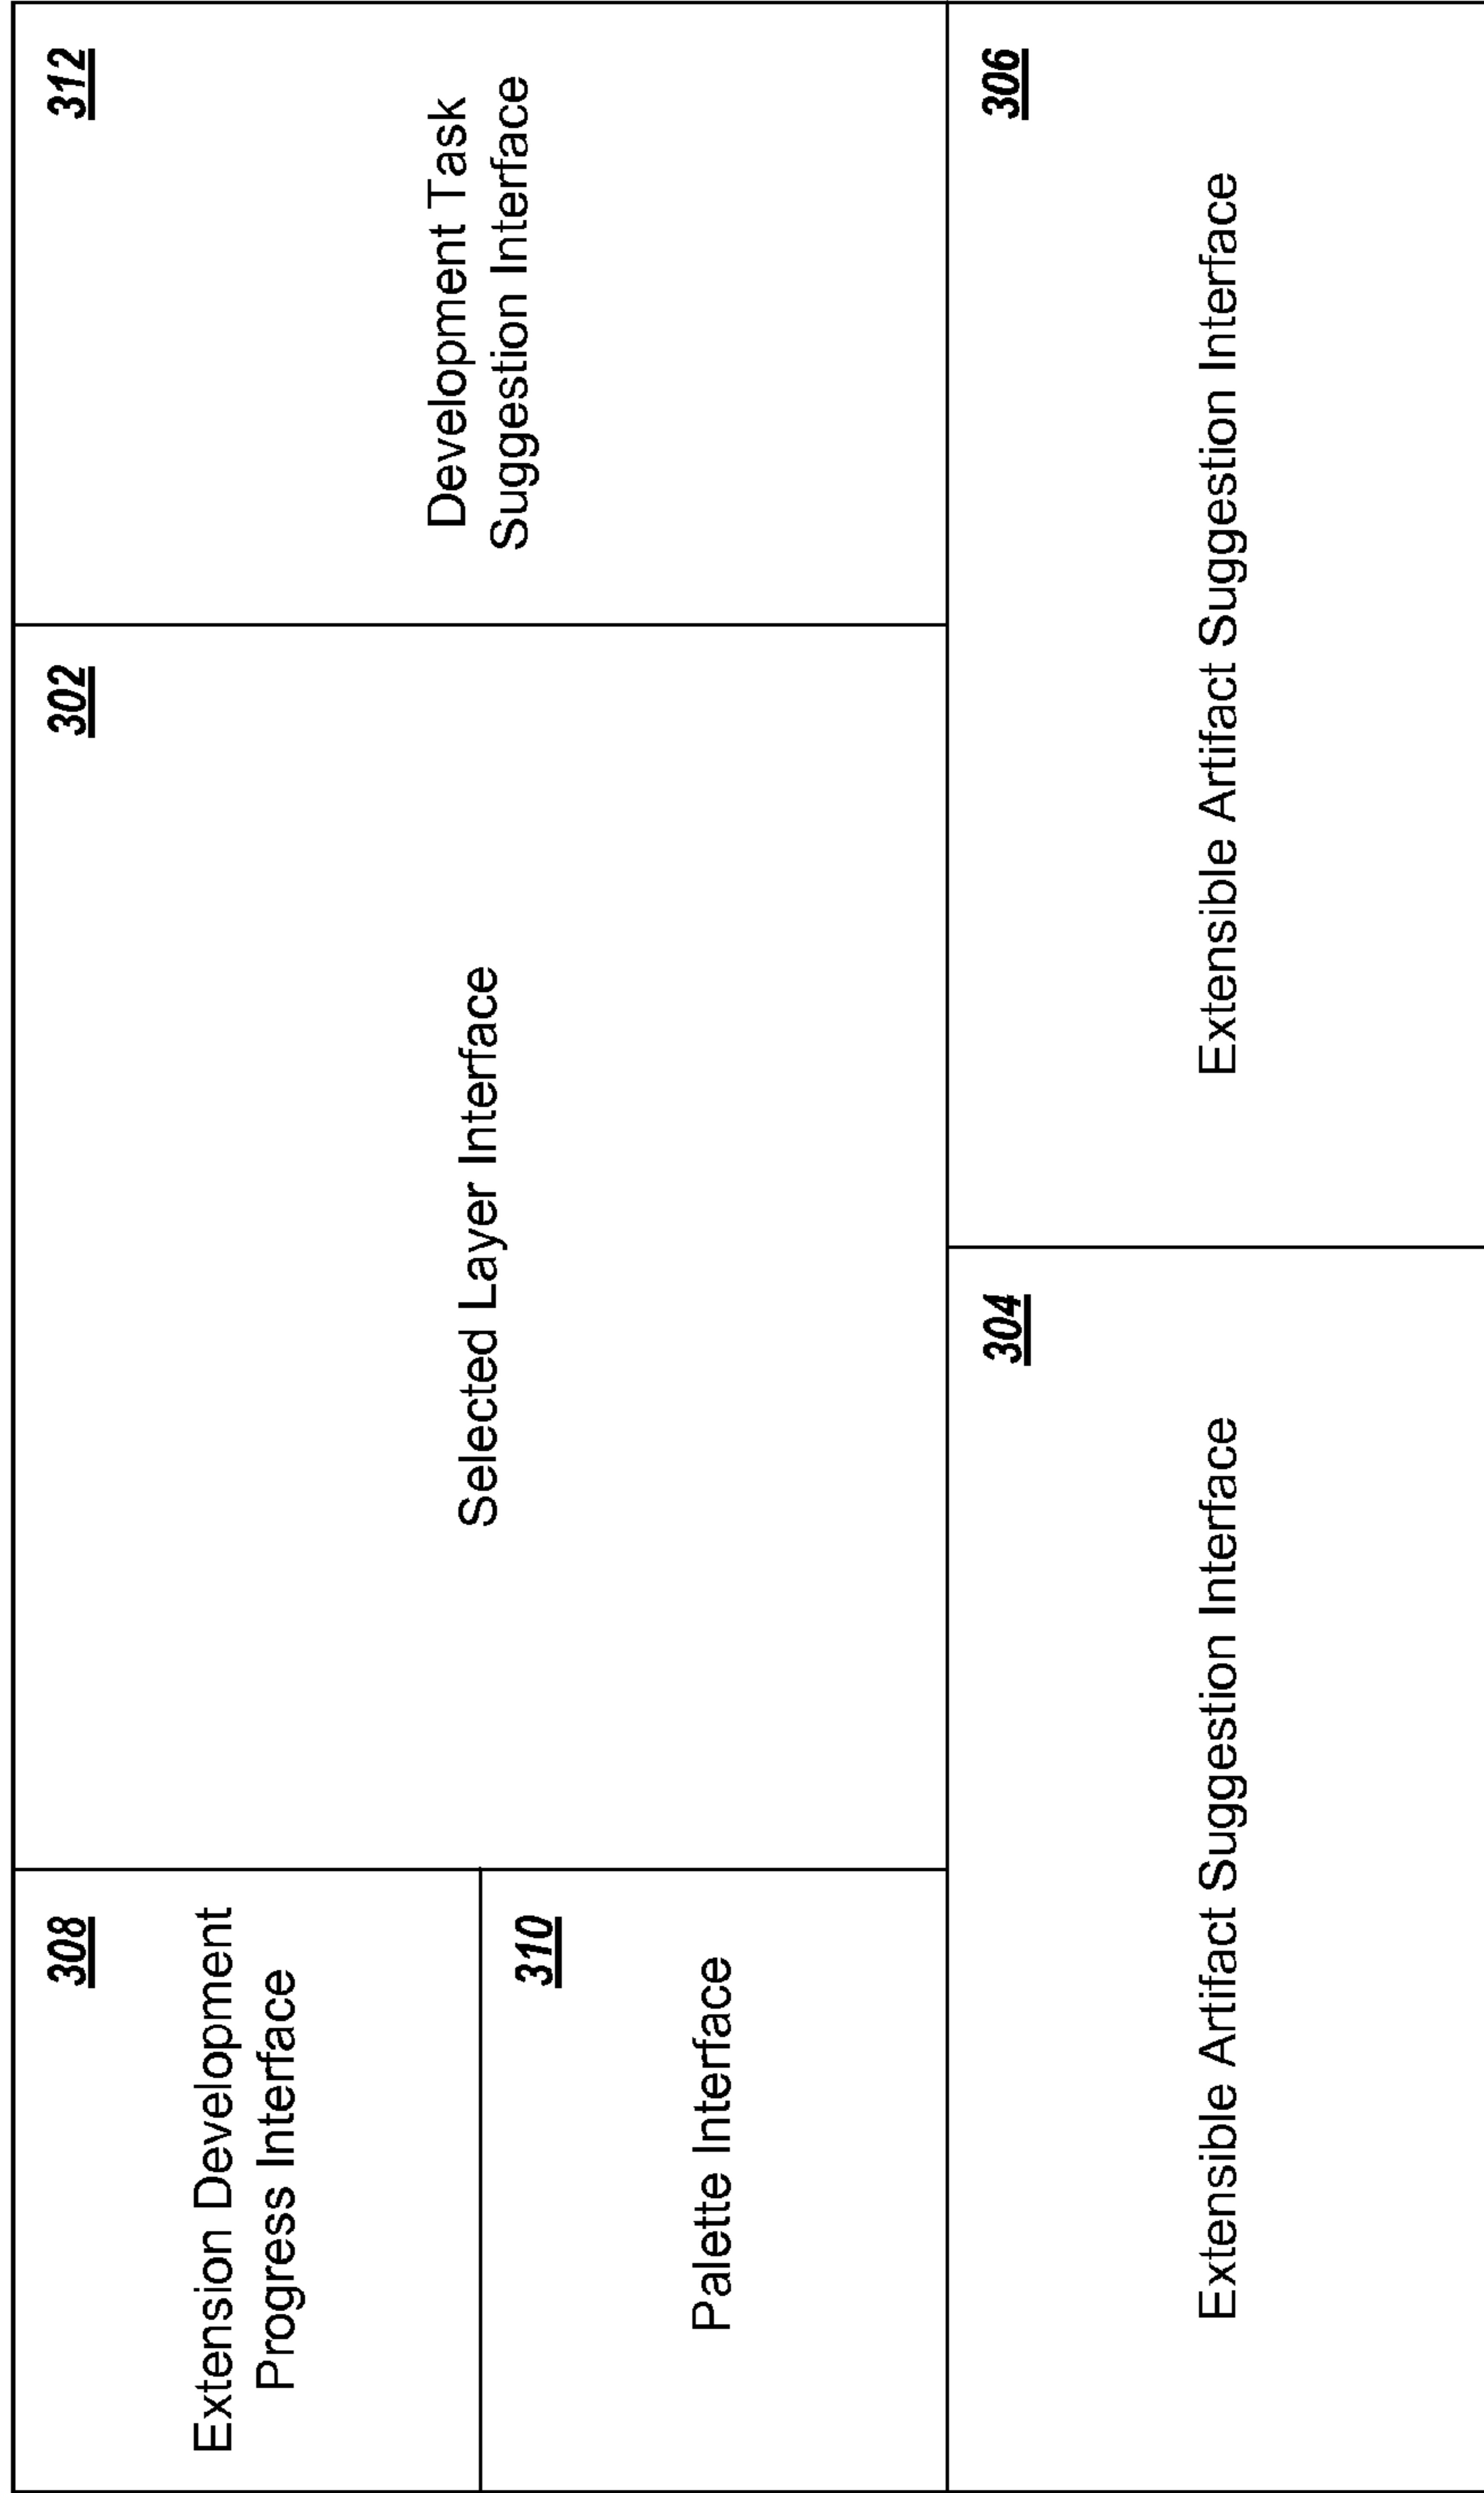 308
Extension Development
Progress Interface
302
Selected Layer Interface
312
Development Task
Suggestion Interface
310
Palette Interface
304
Extensible Artifact Suggestion Interface
306
Extensible Artifact Suggestion Interface